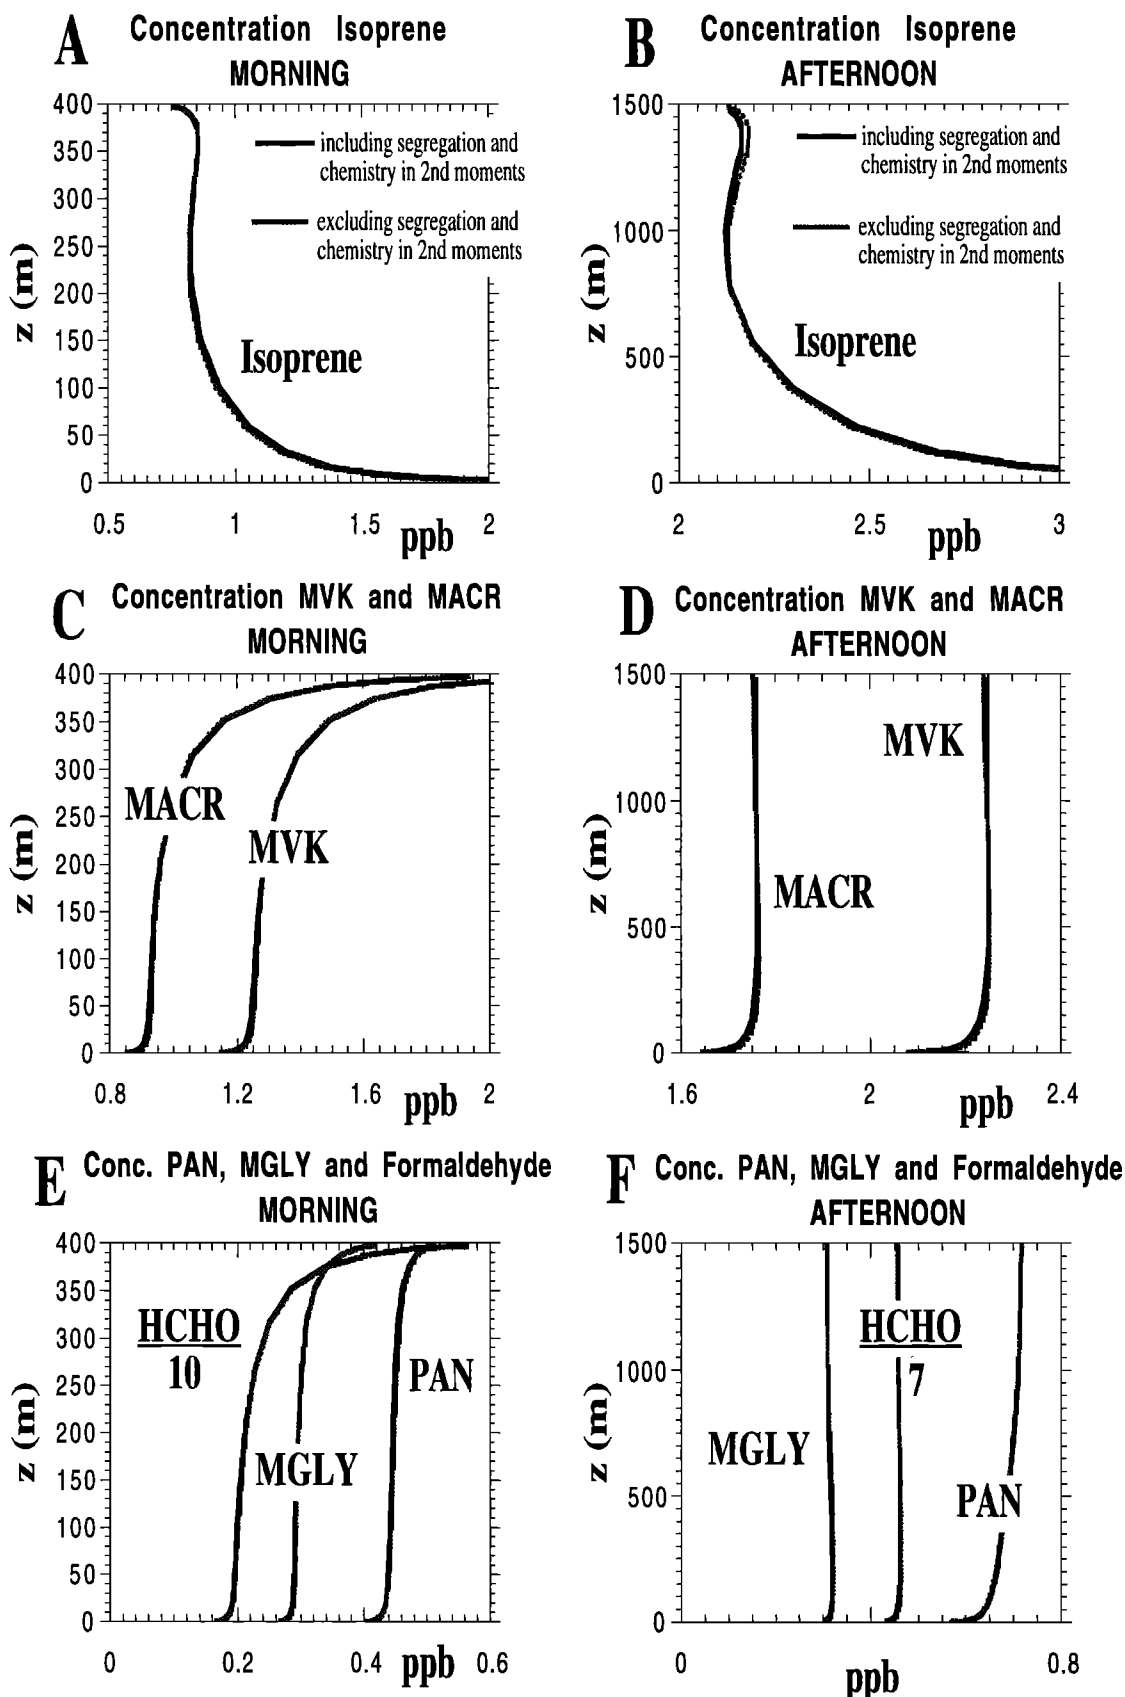 A Concentration Isoprene
MORNING
400
350
300
250
200
150
100
50
0
z (m)
including segregation and
chemistry in 2nd moments
excluding segregation and
chemistry in 2nd moments
Isoprene
0.5 1 1.5 ppb 2
B Concentration Isoprene
AFTERNOON
1500
1000
500
0
z (m)
including segregation and
chemistry in 2nd moments
excluding segregation and
chemistry in 2nd moments
Isoprene
2 2.5 ppb 3
C Concentration MVK and MACR
MORNING
400
350
300
250
200
150
100
50
0
z (m)
MACR
MVK
0.8 1.2 1.6 ppb 2
D Concentration MVK and MACR
AFTERNOON
1500
1000
500
0
z (m)
MVK
MACR
1.6 2 ppb 2.4
E Conc. PAN, MGLY and Formaldehyde
MORNING
400
350
300
250
200
150
100
50
0
z (m)
HCHO
10
PAN
MGLY
0 0.2 0.4 ppb 0.6
F Conc. PAN, MGLY and Formaldehyde
AFTERNOON
1500
1000
500
0
z (m)
HCHO
7
MGLY
PAN
0 ppb 0.8